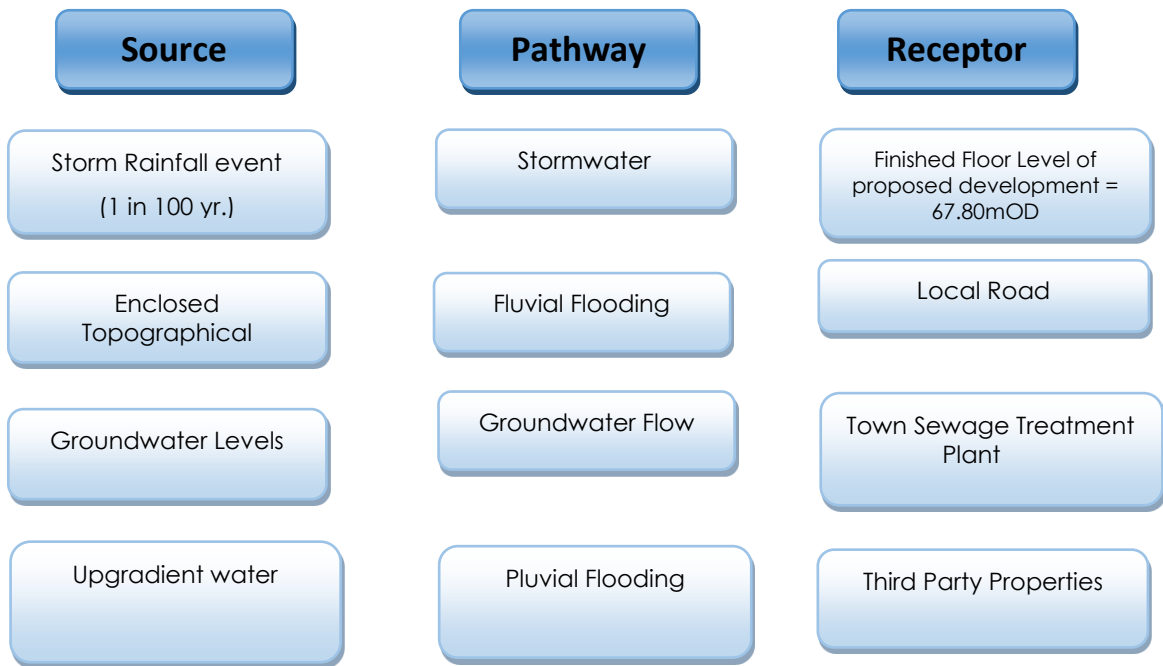 Source
Pathway
Receptor
Storm Rainfall event
(1 in 100 yr.)
Stormwater
Finished Floor Level of
proposed development =
67.80mOD
Enclosed
Topographical
Fluvial Flooding
Local Road
Groundwater Levels
Groundwater Flow
Town Sewage Treatment
Plant
Upgradient water
Pluvial Flooding
Third Party Properties